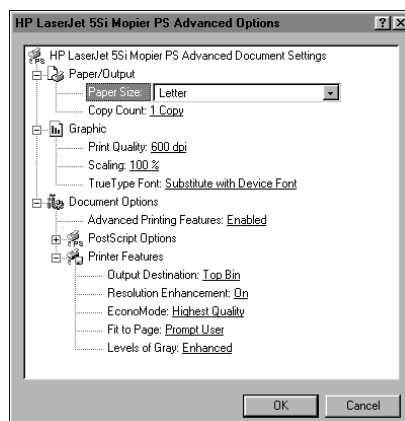 HP LaserJet 5Si Mopier PS Advanced Options
HP LaserJet 5Si Mopier PS Advanced Document Settings
Paper/Output
Paper Size: Letter
Copy Count: 1 Copy
Graphic
Print Quality: 600 dpi
Scaling: 100 %
TrueType Font: Substitute with Device Font
Document Options
Advanced Printing Features: Enabled
PostScript Options
Printer Features
Output Destination: Top Bin
Resolution Enhancement: On
EconoMode: Highest Quality
Fit to Page: Prompt User
Levels of Gray: Enhanced
OK Cancel